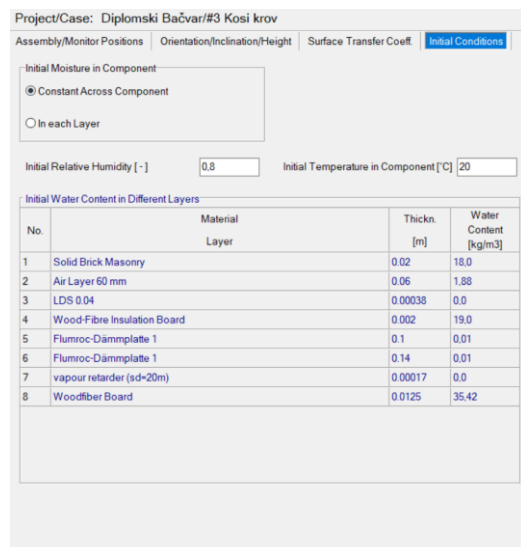 Project/Case: Diplomski Bačvar/#3 Kosi krov
Assembly/Monitor Positions Orientation/Inclination/Height Surface Transfer Coeff. Initial Conditions
Initial Moisture in Component
Constant Across Component
In each Layer
Initial Relative Humidity [ - ] 0,8 Initial Temperature in Component [°C] 20
Initial Water Content in Different Layers
No. Material Layer Thickn. [m] Water Content [kg/m3]
1 Solid Brick Masonry 0.02 18,0
2 Air Layer 60 mm 0.06 1,88
3 LDS 0.04 0.00038 0,0
4 Wood-Fibre Insulation Board 0.002 19,0
5 Flumroc-Dämmplatte 1 0.1 0,01
6 Flumroc-Dämmplatte 1 0.14 0,01
7 vapour retarder (sd=20m) 0.00017 0,0
8 Woodfiber Board 0.0125 35,42